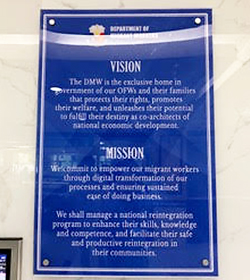 DEPARTMENT OF
MIGRANT WORKERS
VISION
The DMW is the exclusive home in
government of our OFWs and their families
that protects their rights, promotes
their welfare, and unleashes their potential
to fulfill their destiny as co-architects of
national economic development.
MISSION
We commit to empower our migrant workers
through digital transformation of our
processes and ensuring sustained
ease of doing business.
We shall manage a national reintegration
program to enhance their skills, knowledge
and competence, and facilitate their safe
and productive reintegration in
their communities.